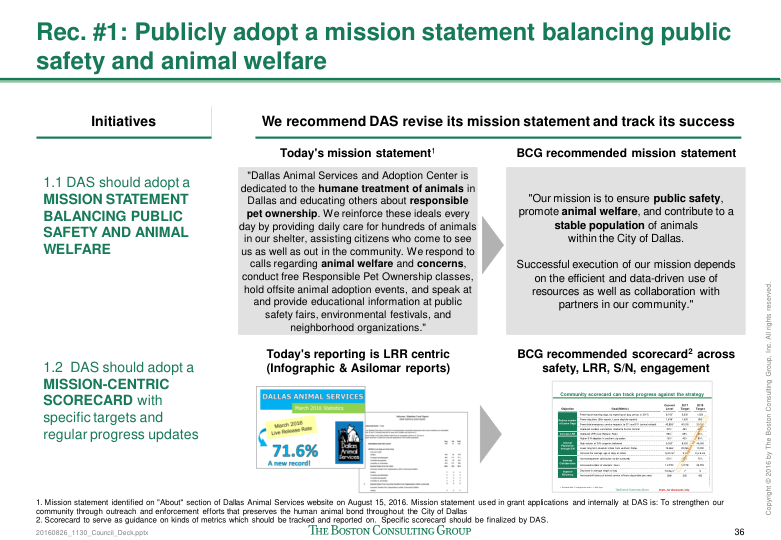 Rec. #1: Publicly adopt a mission statement balancing public
safety and animal welfare
Initiatives
We recommend DAS revise its mission statement and track its success
1.1 DAS should adopt a
MISSION STATEMENT
BALANCING PUBLIC
SAFETY AND ANIMAL
WELFARE
Today's mission statement1
"Dallas Animal Services and Adoption Center is
dedicated to the humane treatment of animals in
Dallas and educating others about responsible
pet ownership. We reinforce these ideals every
day by providing daily care for hundreds of animals
in our shelter, assisting citizens who come to see
us as well as out in the community. We respond to
calls regarding animal welfare and concerns,
conduct free Responsible Pet Ownership classes,
hold offsite animal adoption events, and speak at
and provide educational information at public
safety fairs, environmental festivals, and
neighborhood organizations."
BCG recommended mission statement
"Our mission is to ensure public safety,
promote animal welfare, and contribute to a
stable population of animals
within the City of Dallas.
Successful execution of our mission depends
on the efficient and data-driven use of
resources as well as collaboration with
partners in our community."
1.2 DAS should adopt a
MISSION-CENTRIC
SCORECARD with
specific targets and
regular progress updates
Today's reporting is LRR centric
(Infographic & Asilomar reports)
DALLAS ANIMAL SERVICES
March 2016 Statistics
March 2016
Live Release Rate
71.6%
A new record!
BCG recommended scorecard2 across
safety, LRR, S/N, engagement
Community scorecard can track progress against the strategy
1. Mission statement identified on "About" section of Dallas Animal Services website on August 15, 2016. Mission statement used in grant applications and internally at DAS is: To strengthen our
community through outreach and enforcement efforts that preserves the human animal bond throughout the City of Dallas
2. Scorecard to serve as guidance on kinds of metrics which should be tracked and reported on. Specific scorecard should be finalized by DAS.
20160826_1130_Council_Deck.pptx
THE BOSTON CONSULTING GROUP
36
Copyright © 2016 by The Boston Consulting Group, Inc. All rights reserved.